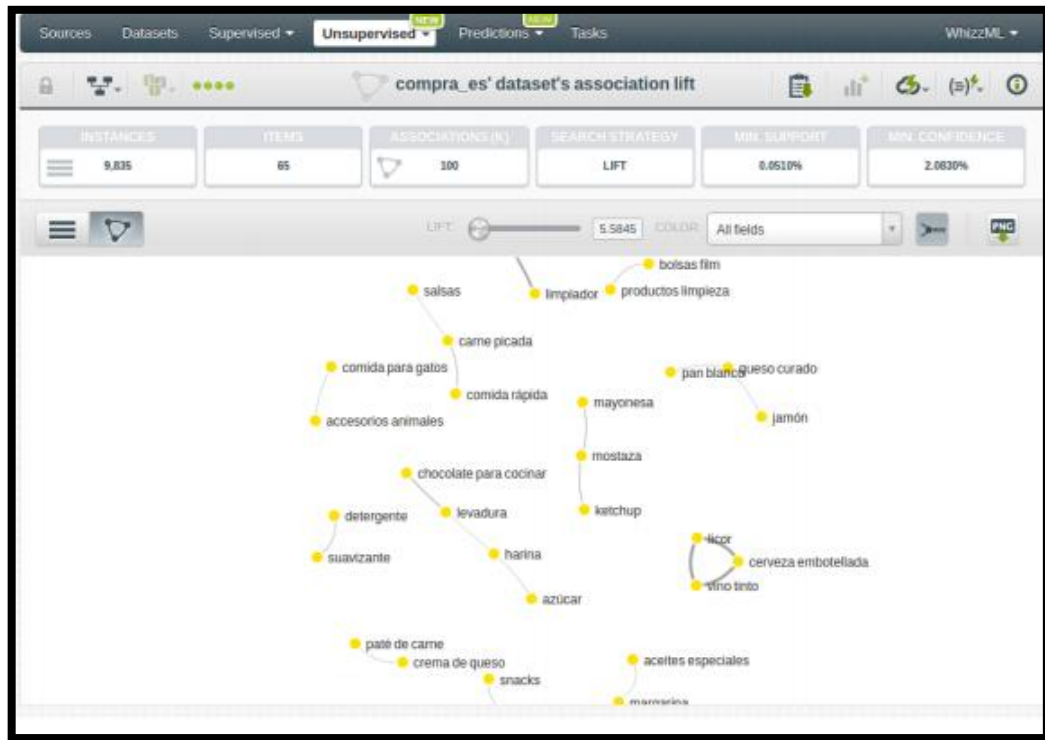 NEW NEW
Sources Datasets Supervised Unsupervised Predictions Tasks WhizzML
compra_es' dataset's association lift
INSTANCES ITEMS ASSOCIATIONS (K) SEARCH STRATEGY MIN. SUPPORT MIN. CONFIDENCE
9,835 65 100 LIFT 0.0510% 2.0830%
LIFT: 5.5845 COLOR: All fields PNG
bolsas film
salsas limpiador productos limpieza
carne picada
comida para gatos pan blanco queso curado
comida rápida mayonesa
accesorios animales jamón
mostaza
chocolate para cocinar
detergente levadura ketchup
licor
suavizante harina cerveza embotellada
vino tinto
azúcar
paté de carne
crema de queso aceites especiales
snacks
margarina